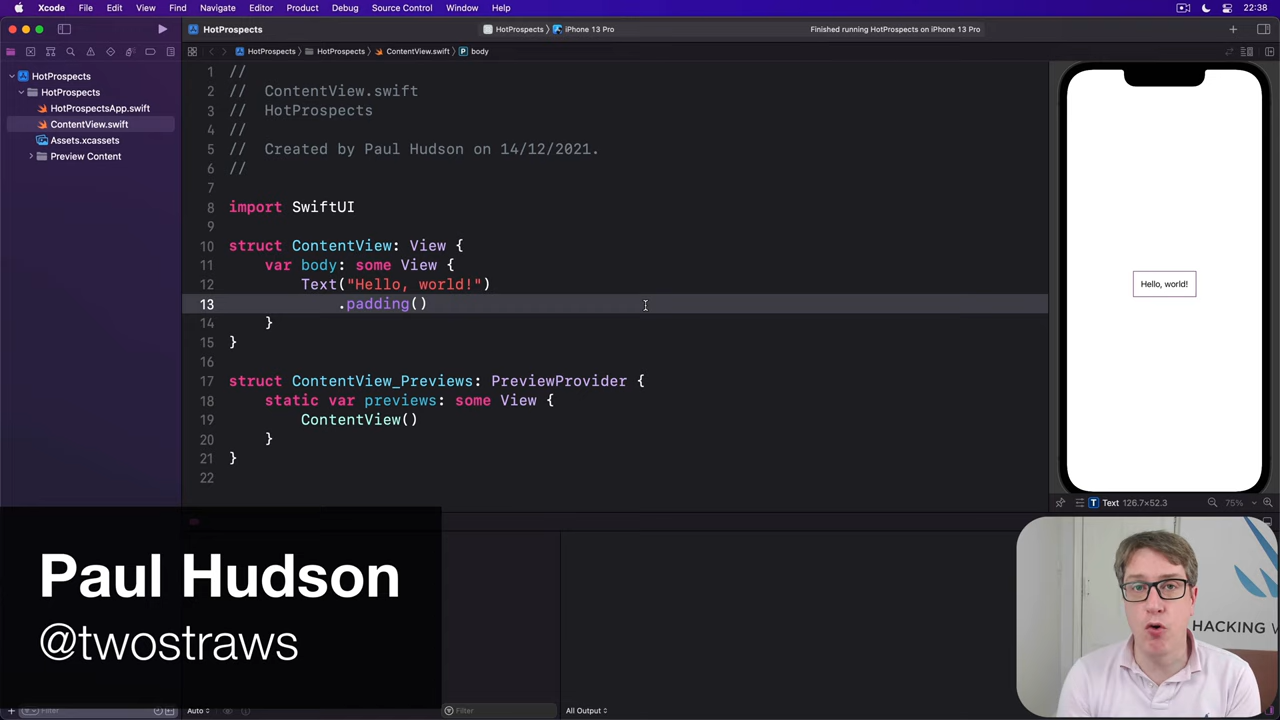 Xcode File Edit View Find Navigate Editor Product Debug Source Control Window Help 22:38
HotProspects HotProspects iPhone 13 Pro Finished running HotProspects on iPhone 13 Pro
HotProspects HotProspects ContentView.swift P body
HotProspects
HotProspects
HotProspectsApp.swift
ContentView.swift
Assets.xcassets
Preview Content
1 //
2 // ContentView.swift
3 // HotProspects
4 //
5 // Created by Paul Hudson on 14/12/2021.
6 //
7
8 import SwiftUI
9
10 struct ContentView: View {
11 var body: some View {
12 Text("Hello, world!")
13 .padding()
14 }
15 }
16
17 struct ContentView_Previews: PreviewProvider {
18 static var previews: some View {
19 ContentView()
20 }
21 }
22
Hello, world!
T Text 126.7×52.3 75%
Paul Hudson
@twostraws
HACKING W
Filter Auto Filter All Output